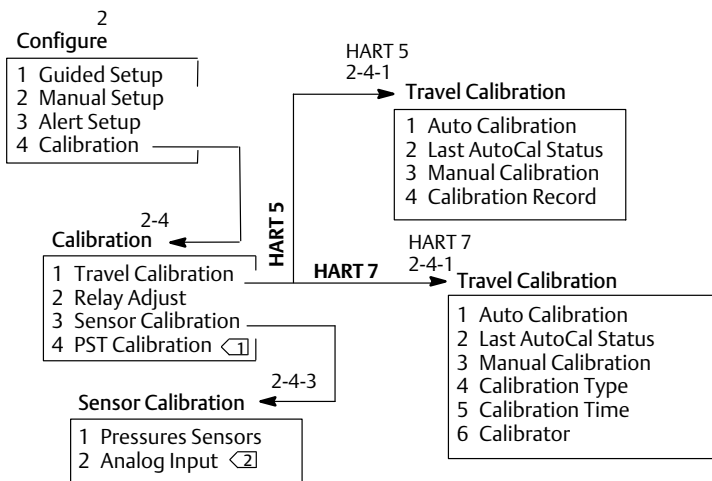 2
Configure
1 Guided Setup
2 Manual Setup
3 Alert Setup
4 Calibration
HART 5
2-4-1
Travel Calibration
1 Auto Calibration
2 Last AutoCal Status
3 Manual Calibration
4 Calibration Record
HART 5
2-4
Calibration
1 Travel Calibration
2 Relay Adjust
3 Sensor Calibration
4 PST Calibration 1
HART 7
HART 7
2-4-1
Travel Calibration
1 Auto Calibration
2 Last AutoCal Status
3 Manual Calibration
4 Calibration Type
5 Calibration Time
6 Calibrator
2-4-3
Sensor Calibration
1 Pressures Sensors
2 Analog Input 2